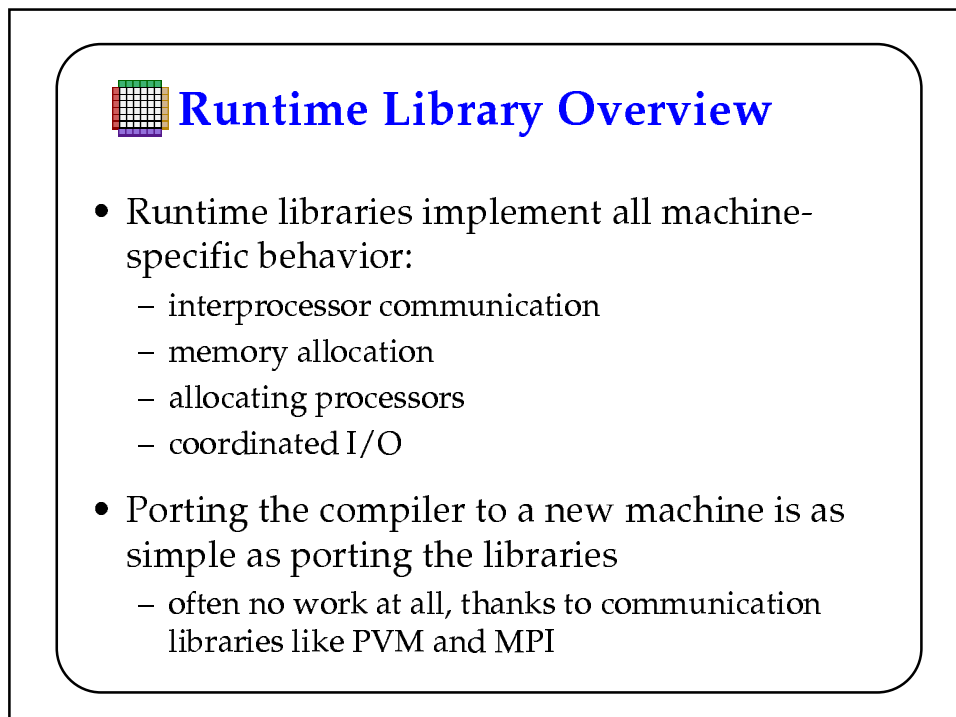 Runtime Library Overview
• Runtime libraries implement all machine-
specific behavior:
– interprocessor communication
– memory allocation
– allocating processors
– coordinated I/O
• Porting the compiler to a new machine is as
simple as porting the libraries
– often no work at all, thanks to communication
libraries like PVM and MPI